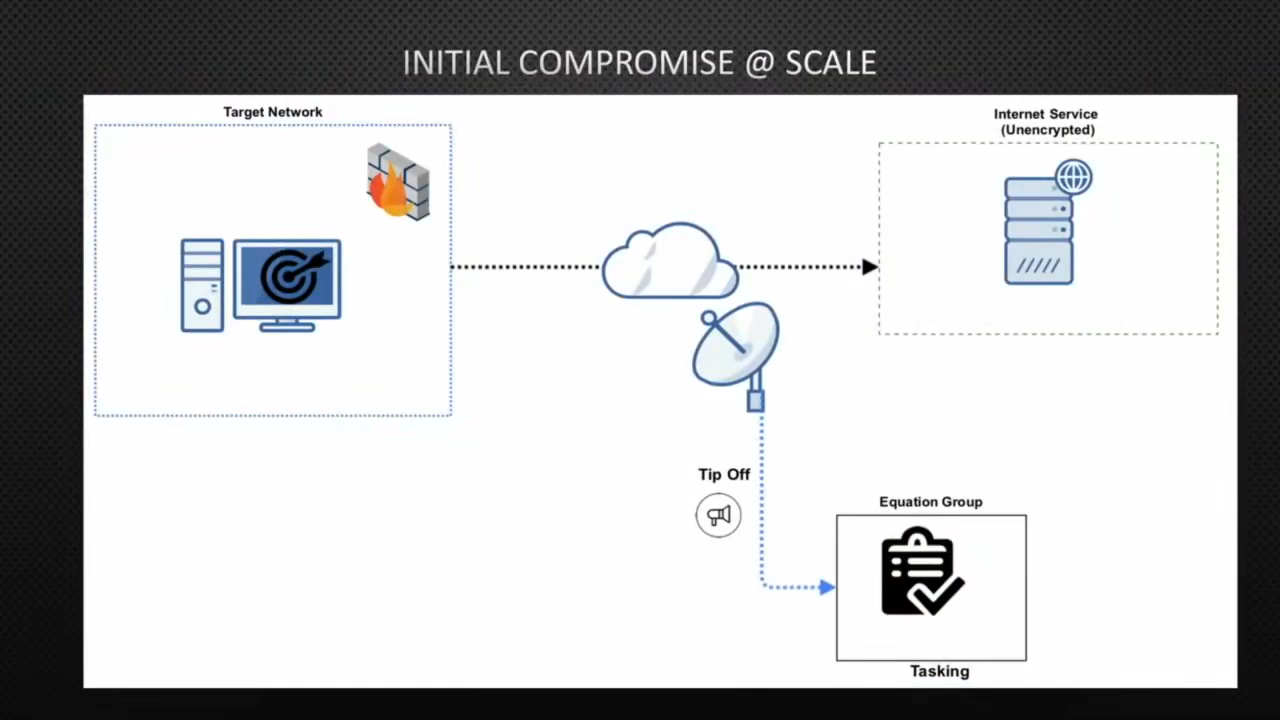 INITIAL COMPROMISE @ SCALE
Target Network
Internet Service
(Unencrypted)
Tip Off
Equation Group
Tasking